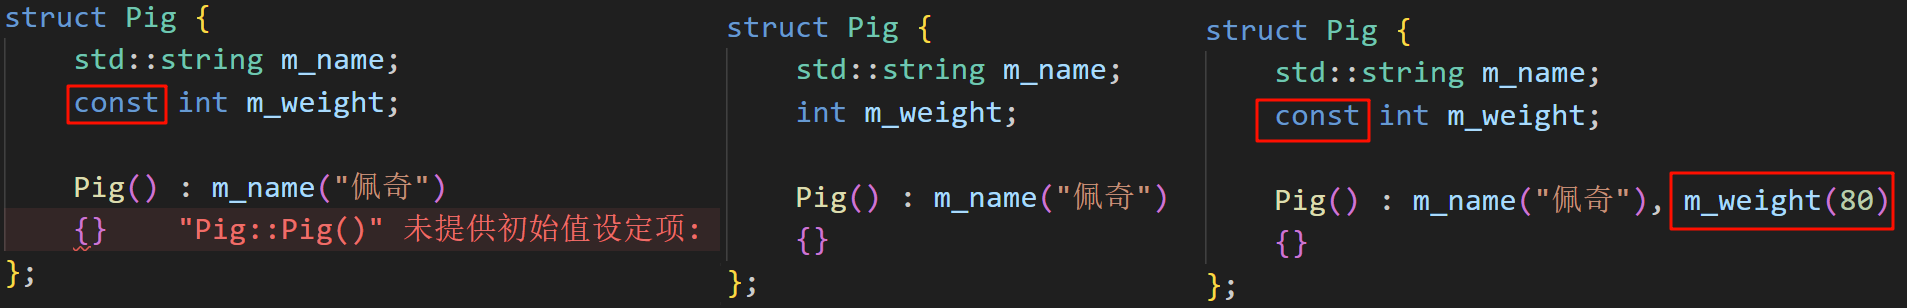 struct Pig {
std::string m_name;
const int m_weight;
Pig() : m_name("佩奇")
{} "Pig::Pig()" 未提供初始值设定项:
};
struct Pig {
std::string m_name;
int m_weight;
Pig() : m_name("佩奇")
{}
};
struct Pig {
std::string m_name;
const int m_weight;
Pig() : m_name("佩奇"), m_weight(80)
{}
};